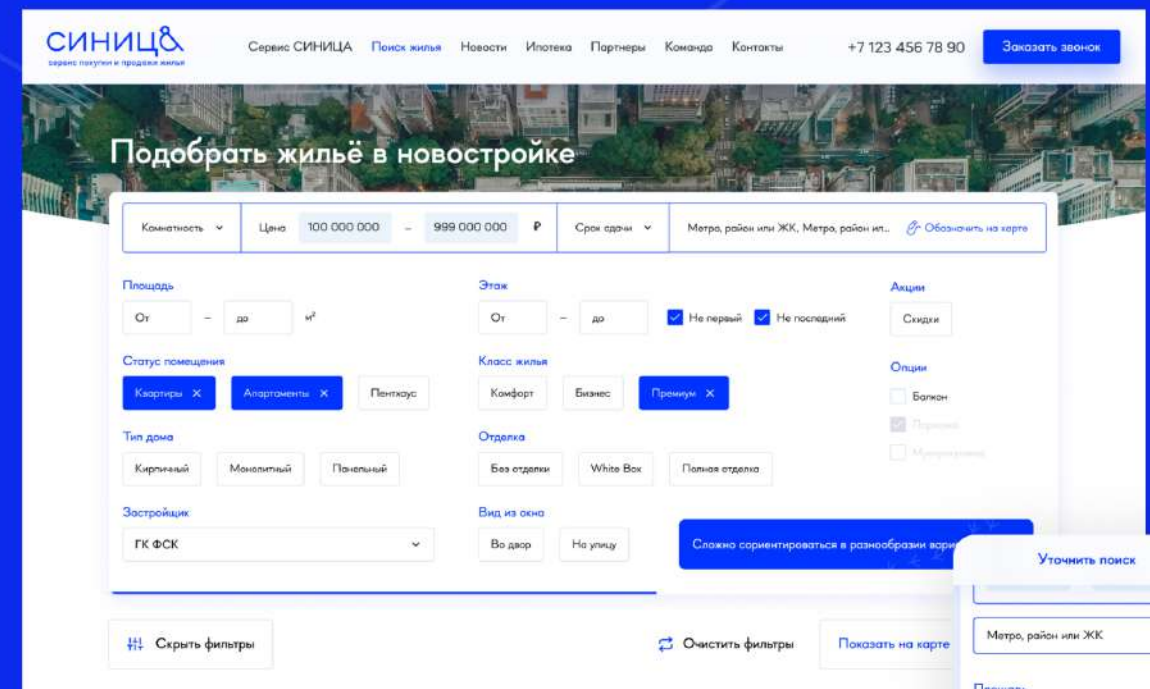 СИНИЦА
сервис покупки и продажи жилья
Сервис СИНИЦА Поиск жилья Новости Ипотека Партнеры Команда Контакты
+7 123 456 78 90
Заказать звонок
Подобрать жильё в новостройке
Комнатность Цена 100 000 000 – 999 000 000 ₽ Срок сдачи Метро, район или ЖК, Метро, район ил... Обозначить на карте
Площадь
От – до м²
Этаж
От – до Не первый Не последний
Акции
Скидки
Статус помещения
Квартиры × Апартаменты × Пентхаус
Класс жилья
Комфорт Бизнес Премиум ×
Опции
Балкон
Тип дома
Кирпичный Монолитный Панельный
Отделка
Без отделки White Box Полная отделка
Застройщик
ГК ФСК
Вид из окна
Во двор На улицу
Сложно сориентироваться в разнообразии
Скрыть фильтры
Очистить фильтры
Показать на карте
Уточнить поиск
Метро, район или ЖК
Площадь